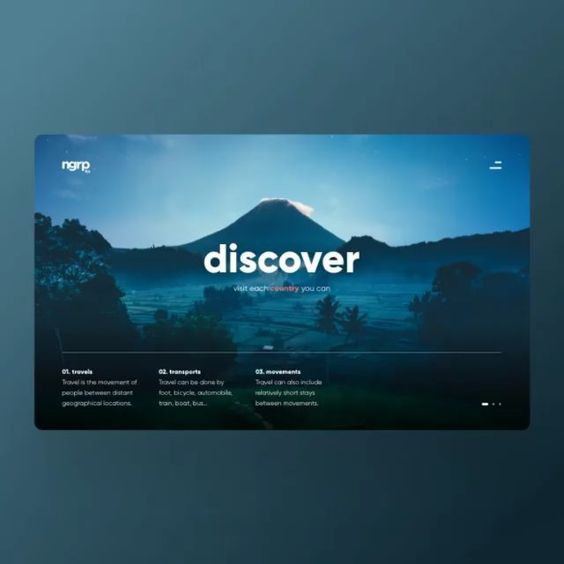 ngrp
discover
visit each country you can
01. travels
Travel is the movement of
people between distant
geographical locations.
02. transports
Travel can be done by
foot, bicycle, automobile,
train, boat, bus...
03. movements
Travel can also include
relatively short stays
between movements.